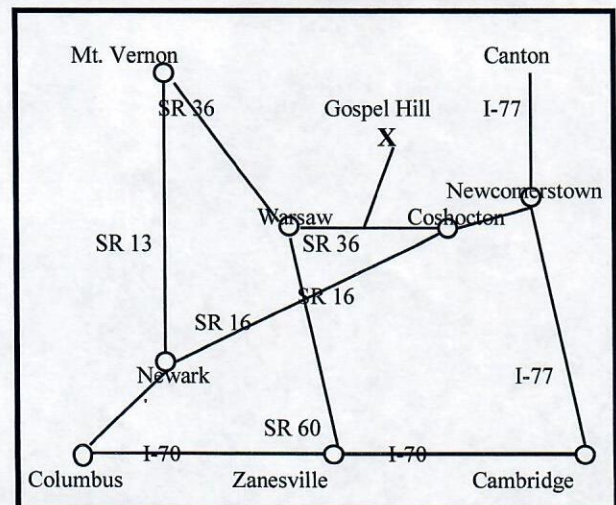 Mt. Vernon
Canton
SR 36
Gospel Hill
I-77
X
Newcomerstown
Warsaw
Coshocton
SR 13
SR 36
SR 16
SR 16
Newark
I-77
SR 60
I-70
I-70
Columbus
Zanesville
Cambridge